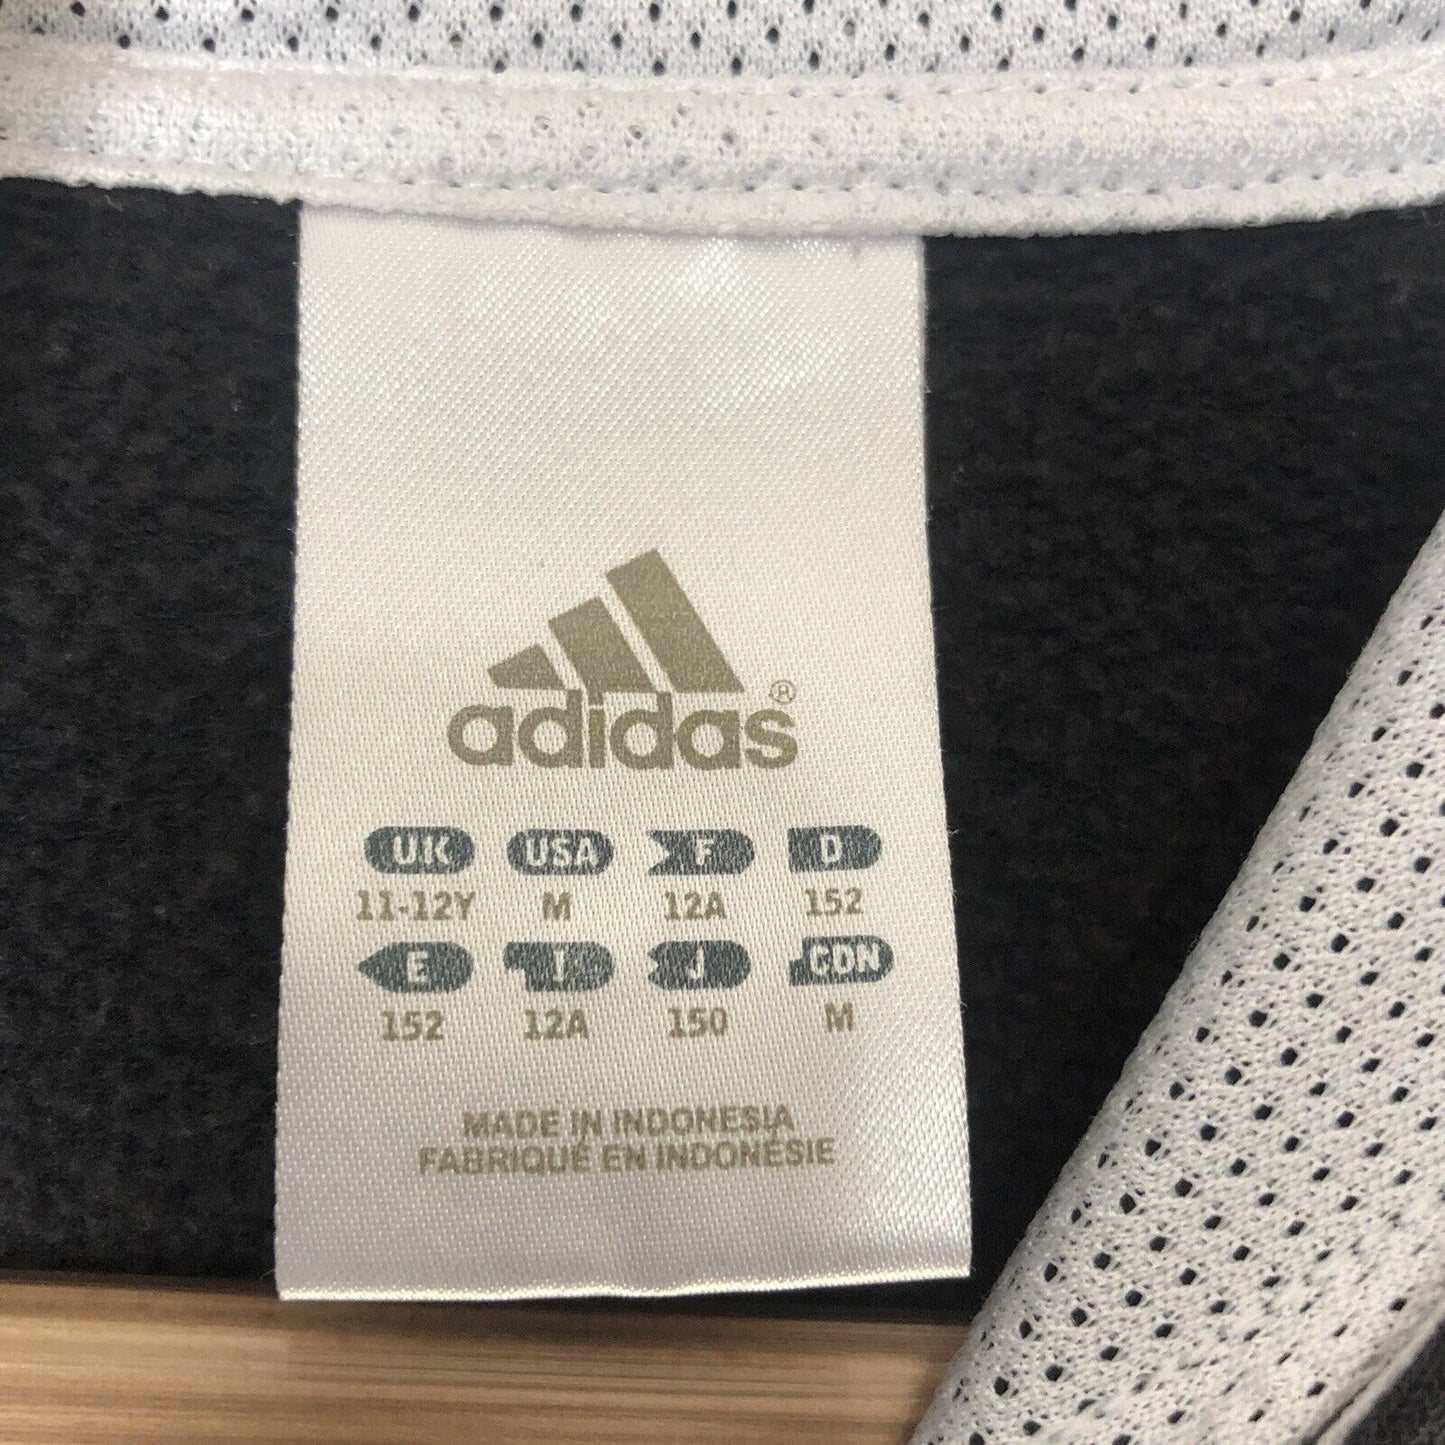 adidas®
UK USA F D
11-12Y M 12A 152
E I J CDN
152 12A 150 M
MADE IN INDONESIA
FABRIQUÉ EN INDONÉSIE